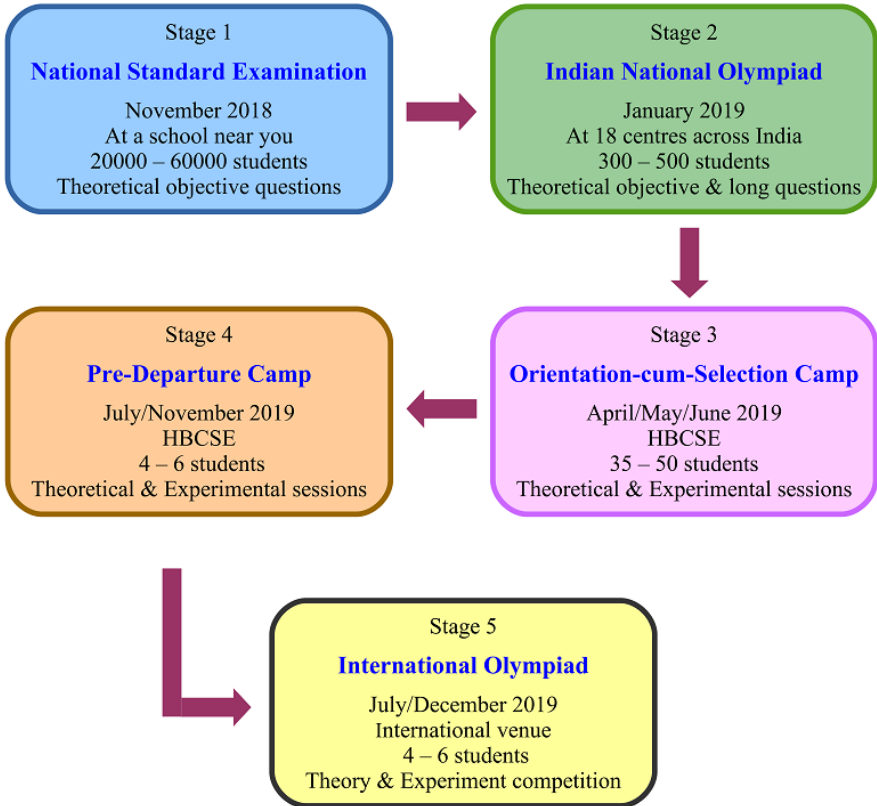 Stage 1
National Standard Examination
November 2018
At a school near you
20000 – 60000 students
Theoretical objective questions
Stage 2
Indian National Olympiad
January 2019
At 18 centres across India
300 – 500 students
Theoretical objective & long questions
Stage 3
Orientation-cum-Selection Camp
April/May/June 2019
HBCSE
35 – 50 students
Theoretical & Experimental sessions
Stage 4
Pre-Departure Camp
July/November 2019
HBCSE
4 – 6 students
Theoretical & Experimental sessions
Stage 5
International Olympiad
July/December 2019
International venue
4 – 6 students
Theory & Experiment competition